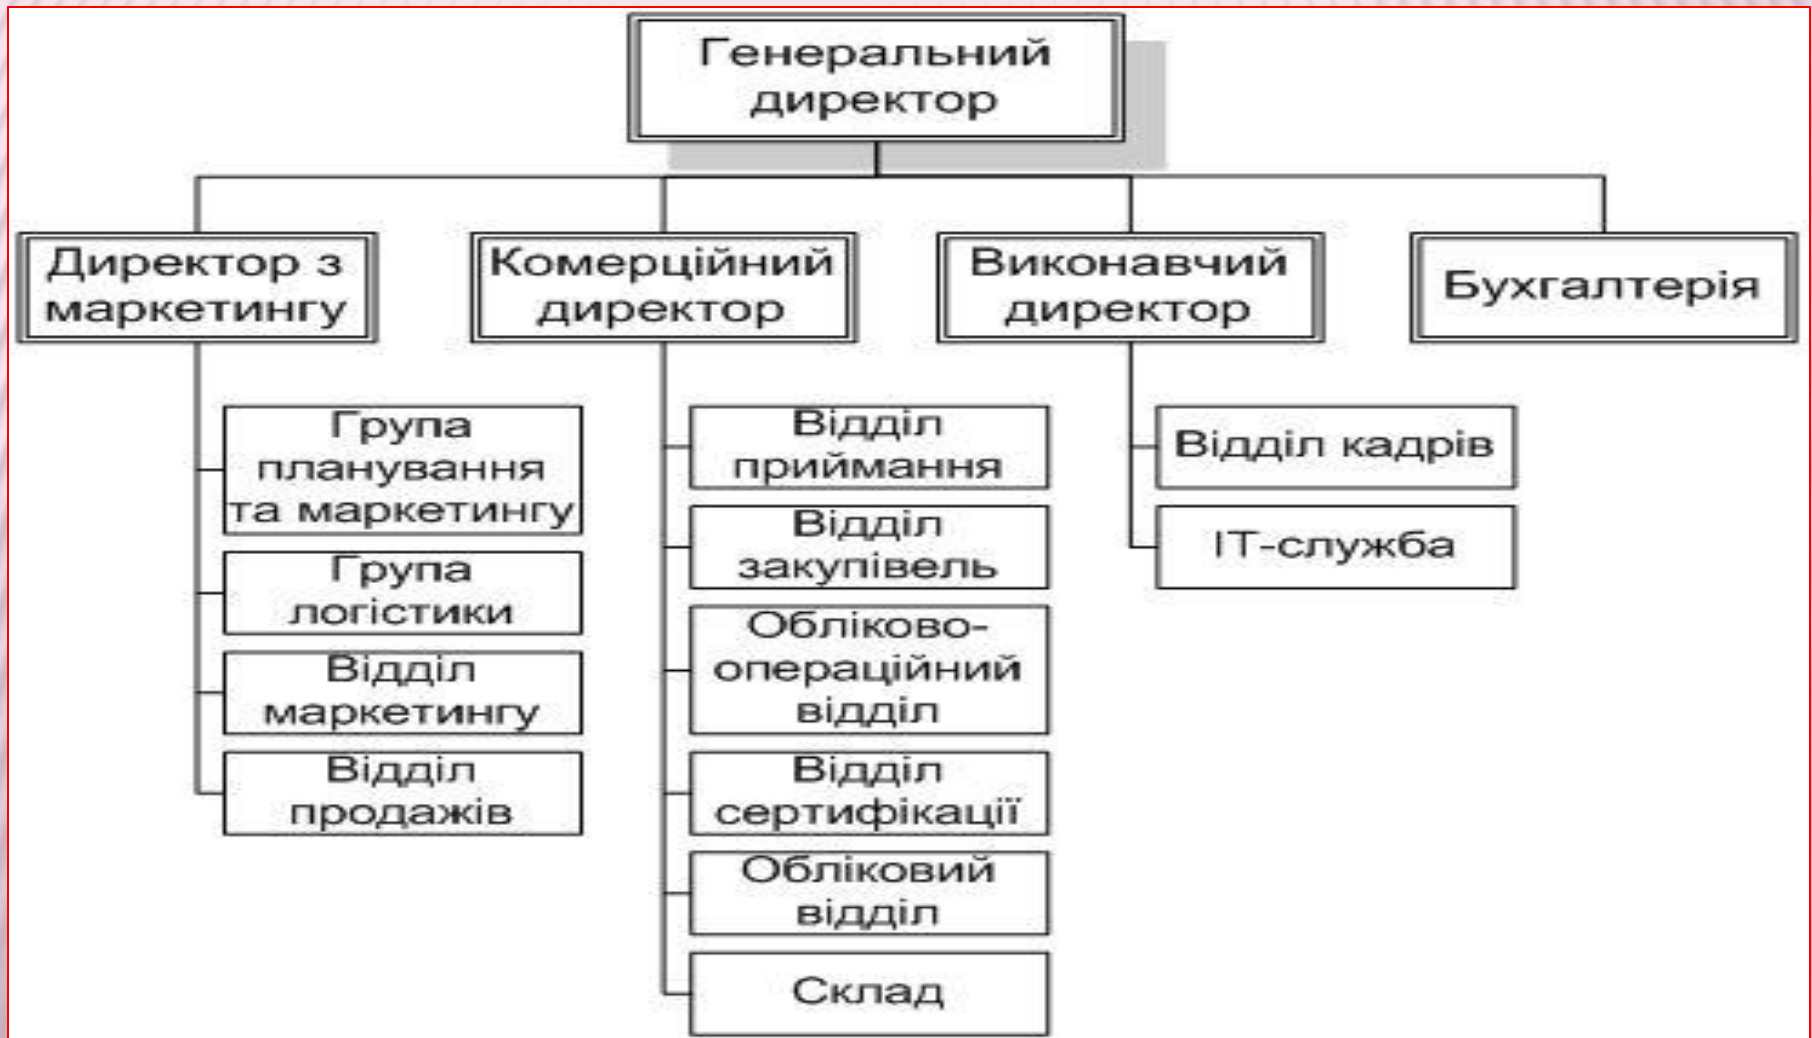 Генеральний
директор
Директор з
маркетингу
Комерційний
директор
Виконавчий
директор
Бухгалтерія
Група
планування
та маркетингу
Група
логістики
Відділ
маркетингу
Відділ
продажів
Відділ
приймання
Відділ
закупівель
Обліково-
операційний
відділ
Відділ
сертифікації
Обліковий
відділ
Склад
Відділ кадрів
ІТ-служба